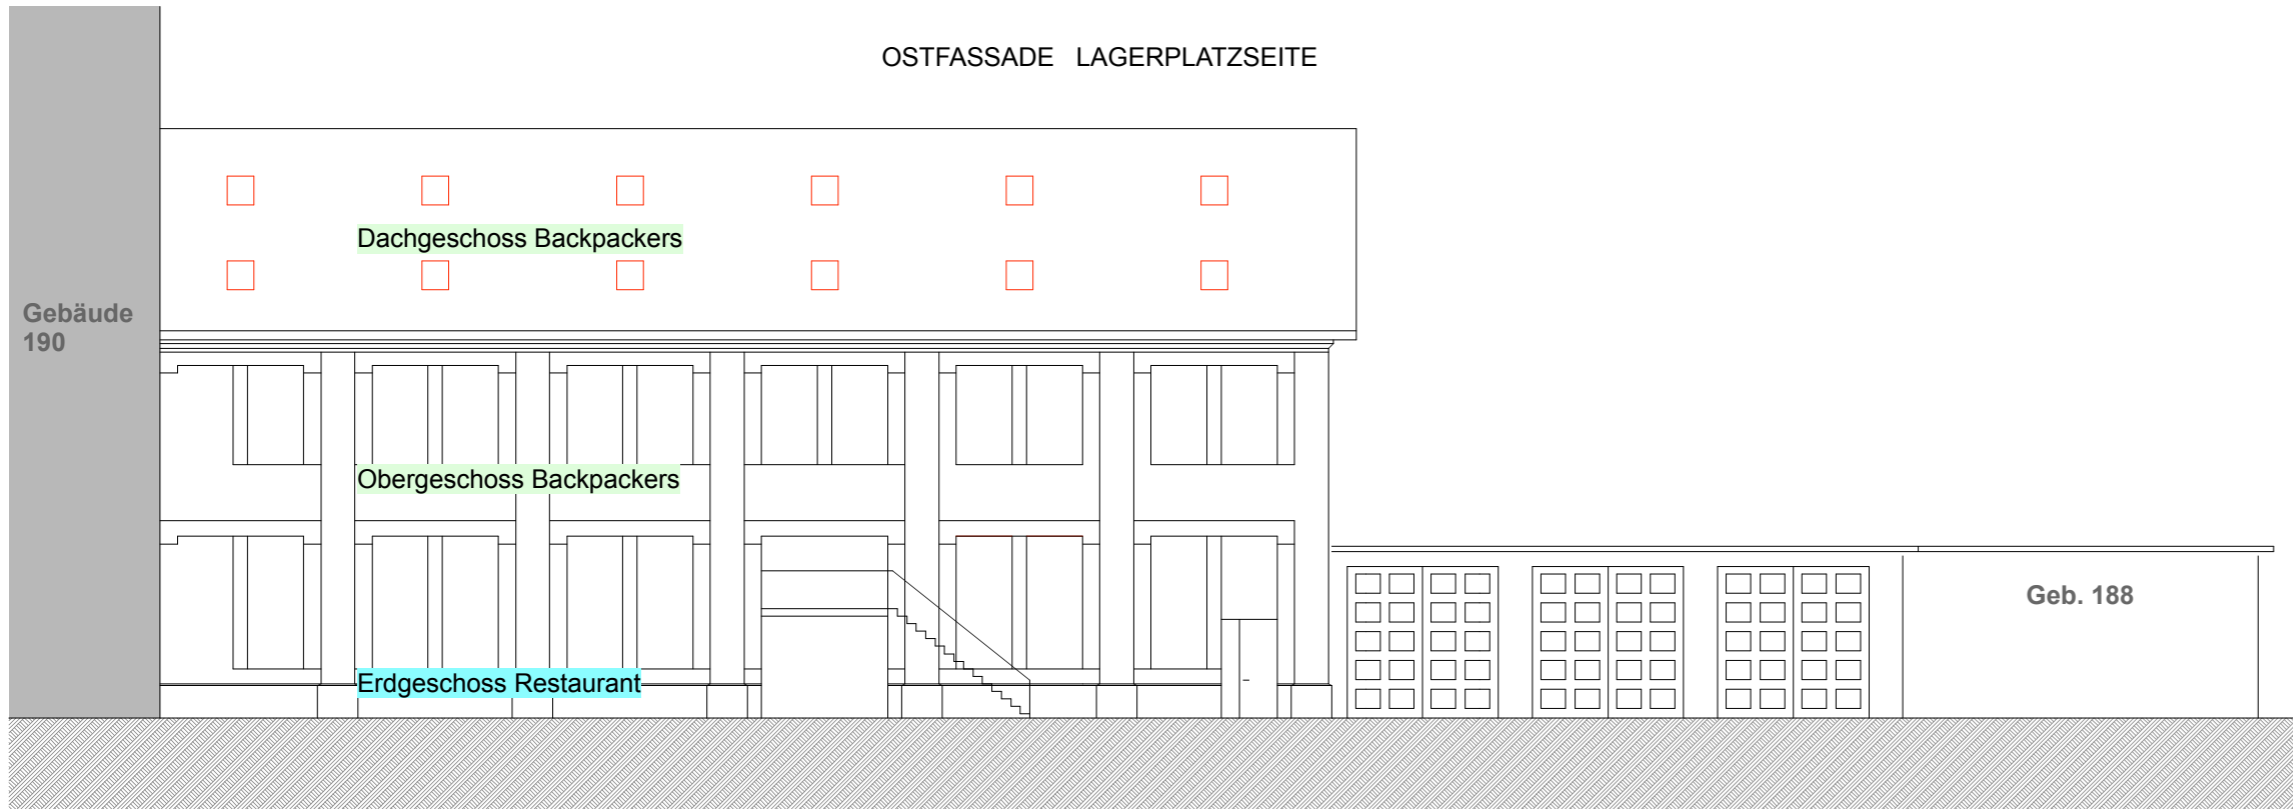 OSTFASSADE LAGERPLATZSEITE
Dachgeschoss Backpackers
Gebäude
190
Obergeschoss Backpackers
Geb. 188
Erdgeschoss Restaurant